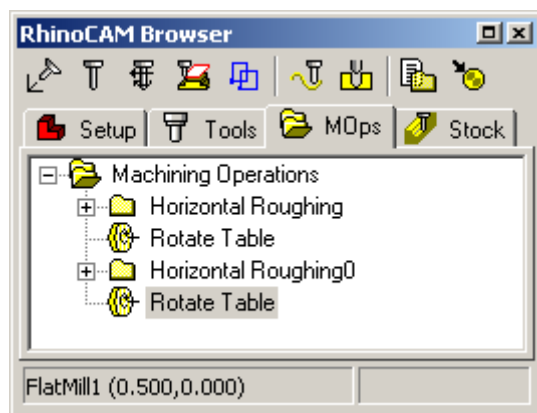 RhinoCAM Browser
Setup Tools MOps Stock
Machining Operations
Horizontal Roughing
Rotate Table
Horizontal Roughing0
Rotate Table
FlatMill1 (0.500,0.000)